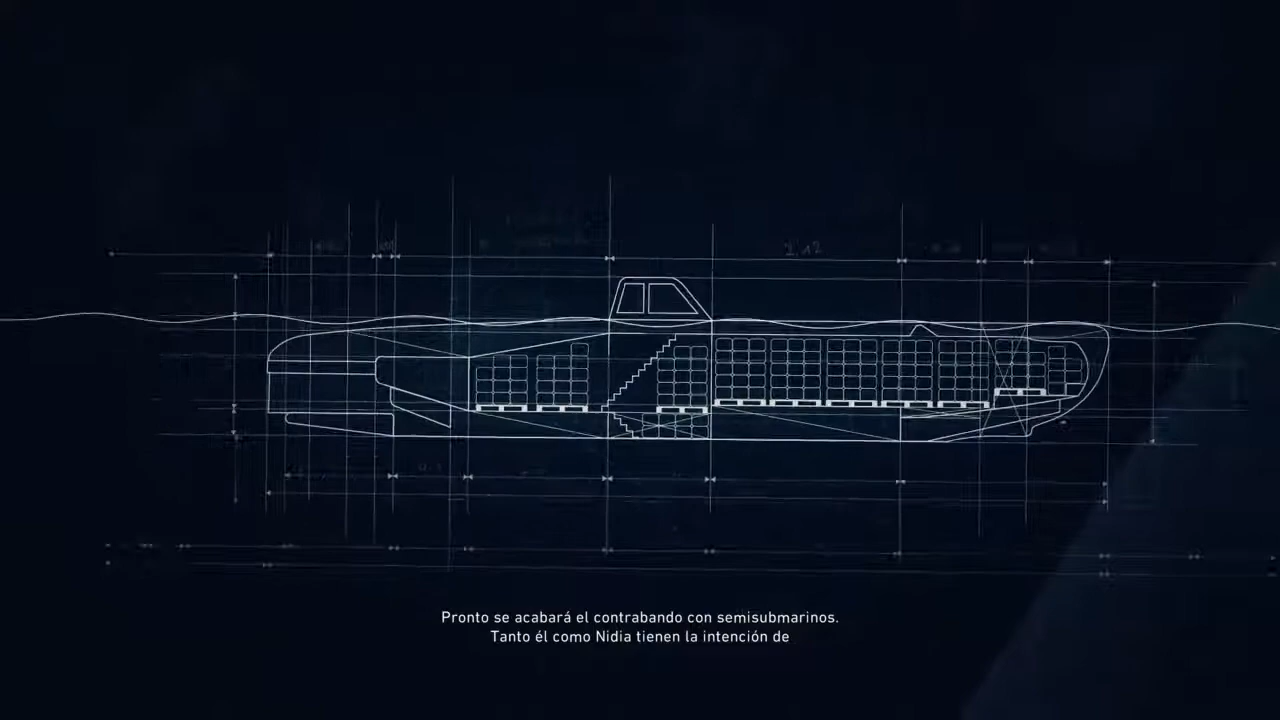 Pronto se acabará el contrabando con semisubmarinos.
Tanto él como Nidia tienen la intención de